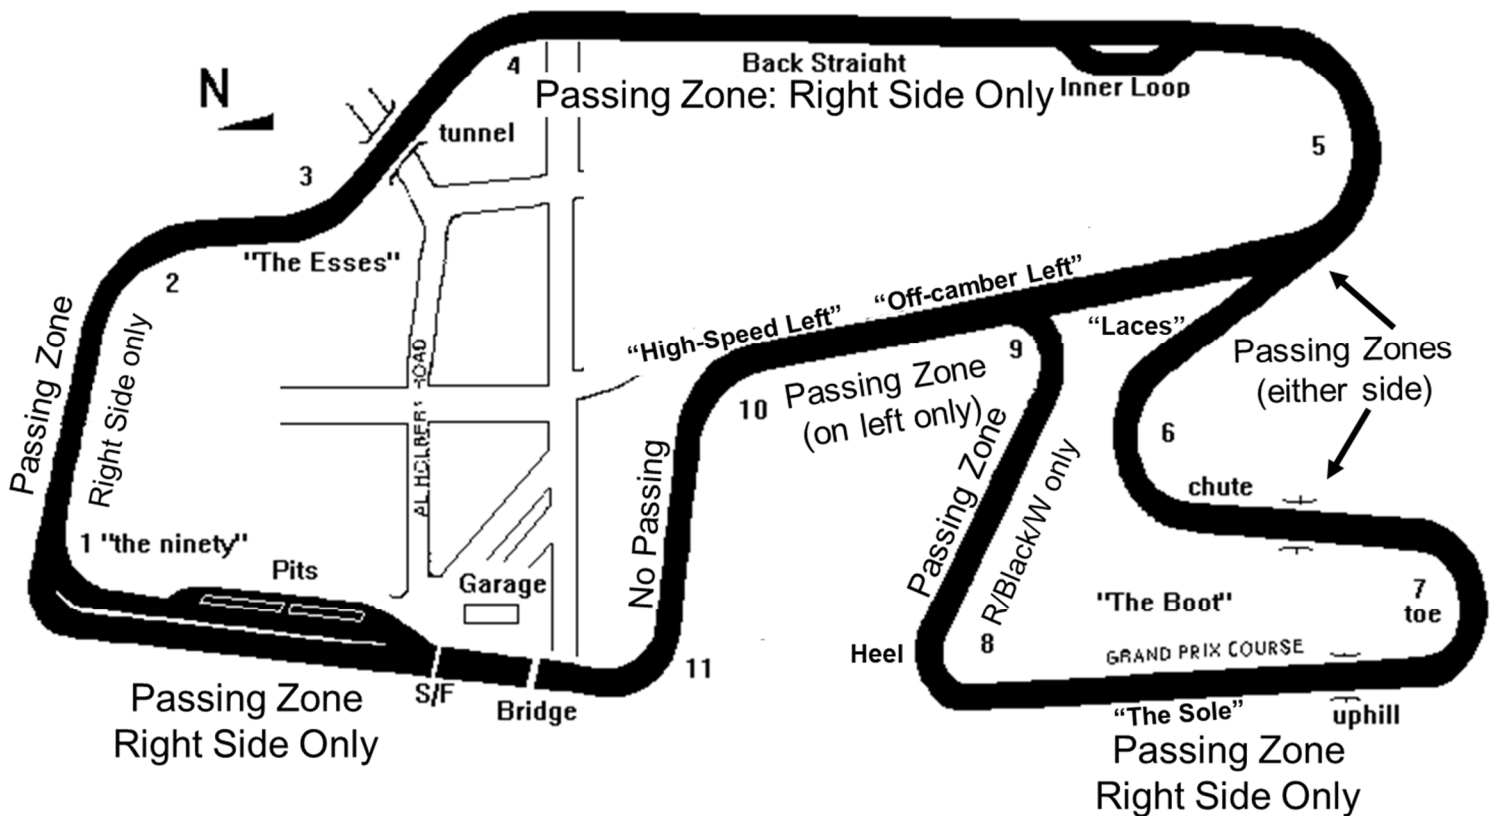 N
4
Back Straight
Passing Zone: Right Side Only
Inner Loop
tunnel
3
5
2
"The Esses"
“Off-camber Left”
“High-Speed Left”
“Laces”
Passing Zone
Right Side only
9
Passing Zones
(either side)
10
Passing Zone
(on left only)
AL HOLBERT ROAD
6
No Passing
Passing Zone
R/Black/W only
chute
1 "the ninety"
Pits
Garage
"The Boot"
7
toe
Heel
8
GRAND PRIX COURSE
11
S/F
Bridge
Passing Zone
Right Side Only
“The Sole”
uphill
Passing Zone
Right Side Only